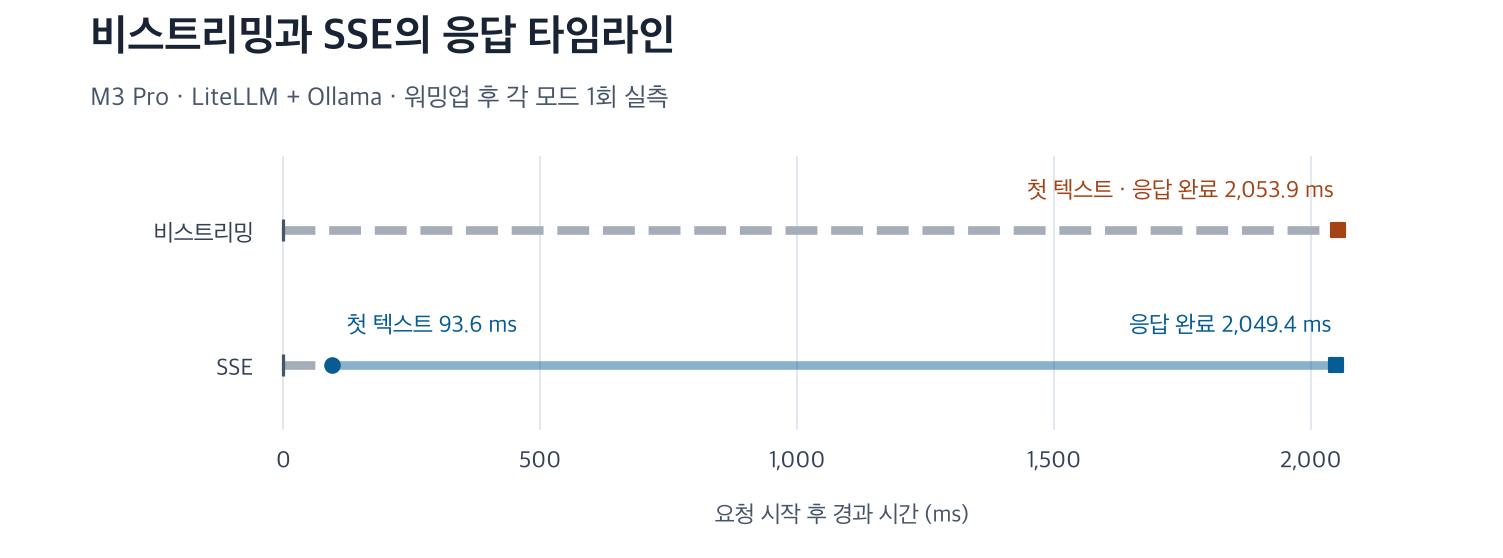 비스트리밍과 SSE의 응답 타임라인
M3 Pro · LiteLLM + Ollama · 워밍업 후 각 모드 1회 실측
첫 텍스트 · 응답 완료 2,053.9 ms
비스트리밍
첫 텍스트 93.6 ms
응답 완료 2,049.4 ms
SSE
0
500
1,000
1,500
2,000
요청 시작 후 경과 시간 (ms)